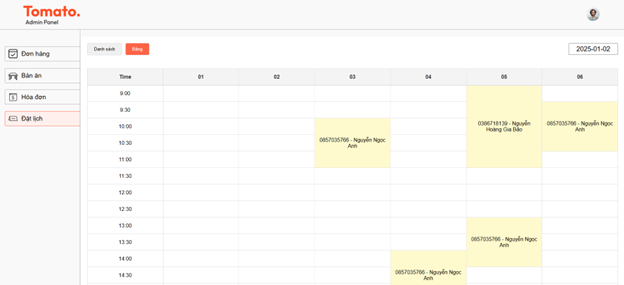 Tomato.
Admin Panel
Đơn hàng
Bàn ăn
Hóa đơn
Đặt lịch
Danh sách
Bảng
2025-01-02
Time 01 02 03 04 05 06
9:00
9:30
10:00
10:30
11:00
11:30
12:00
12:30
13:00
13:30
14:00
14:30
0857035766 - Nguyễn Ngọc
Anh
0857035766 - Nguyễn Ngọc
Anh
0386718139 - Nguyễn
Hoàng Gia Bảo
0857035766 - Nguyễn Ngọc
Anh
0857035766 - Nguyễn Ngọc
Anh